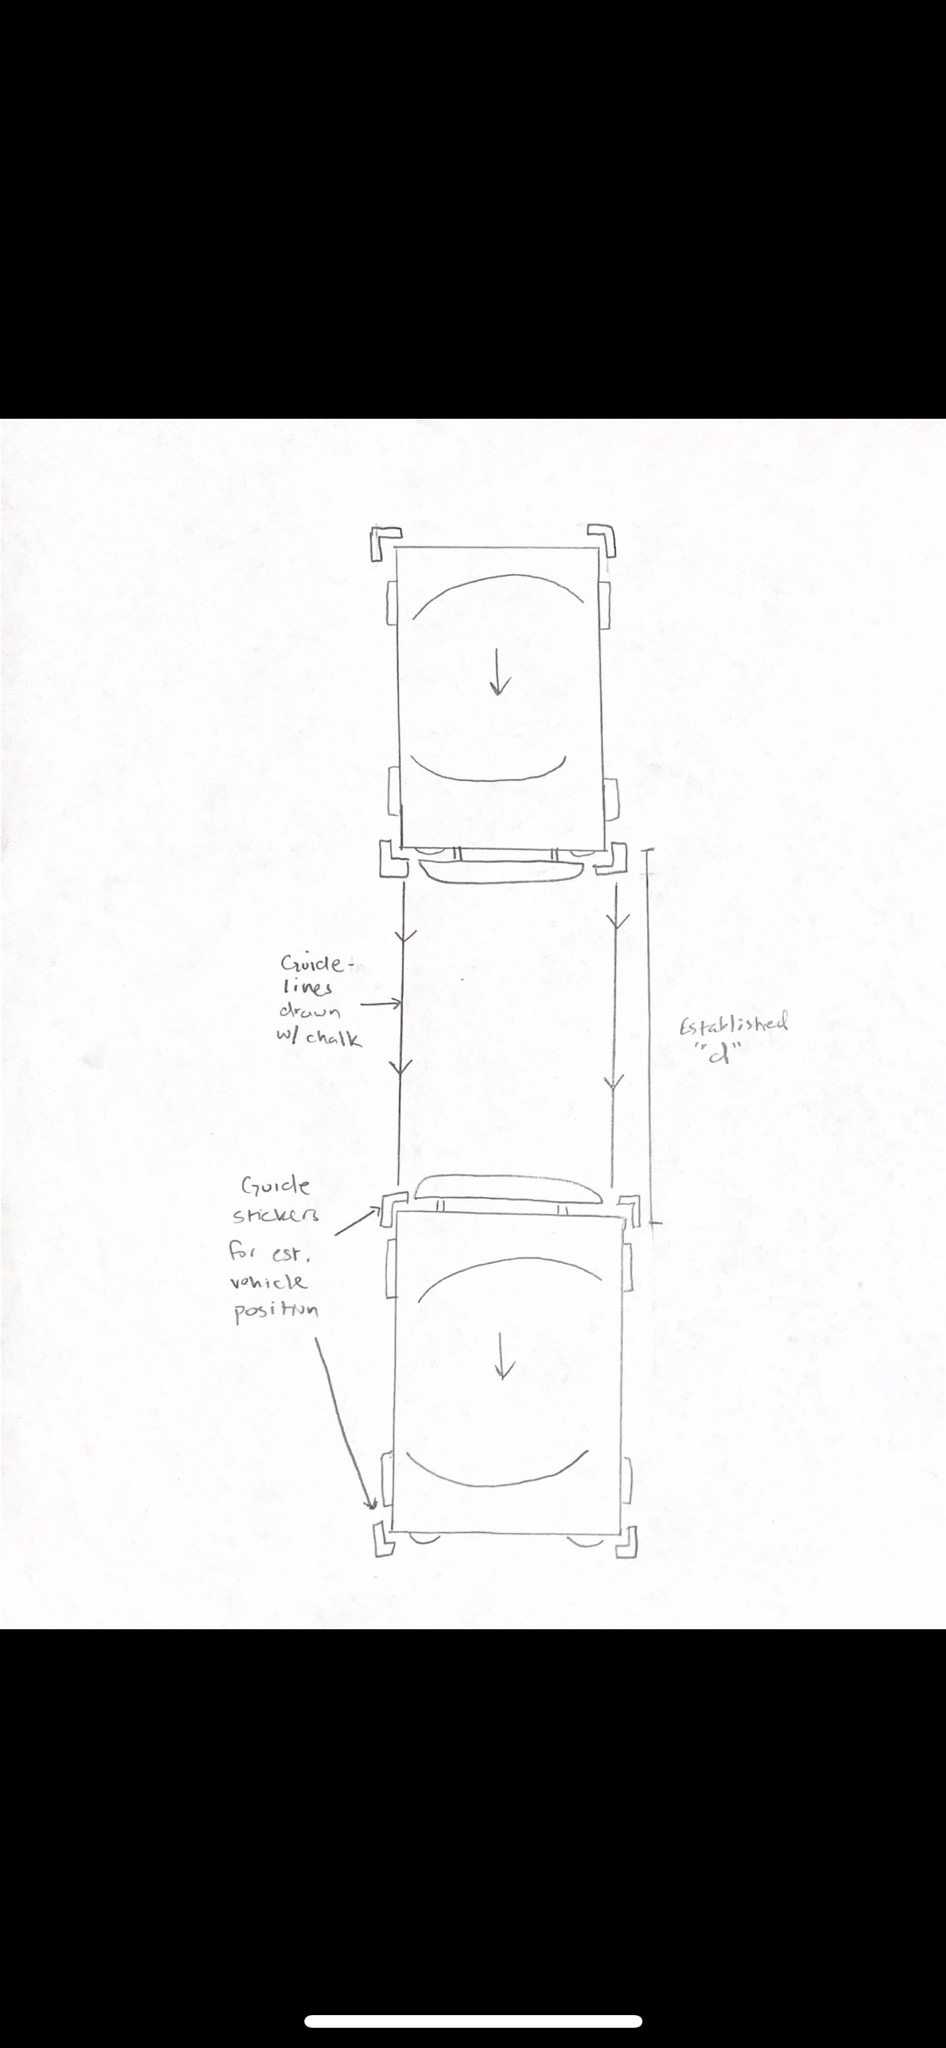 Guide-
lines
drawn
w/ chalk
Established
"d"
Guide
stickers
for est.
vehicle
position